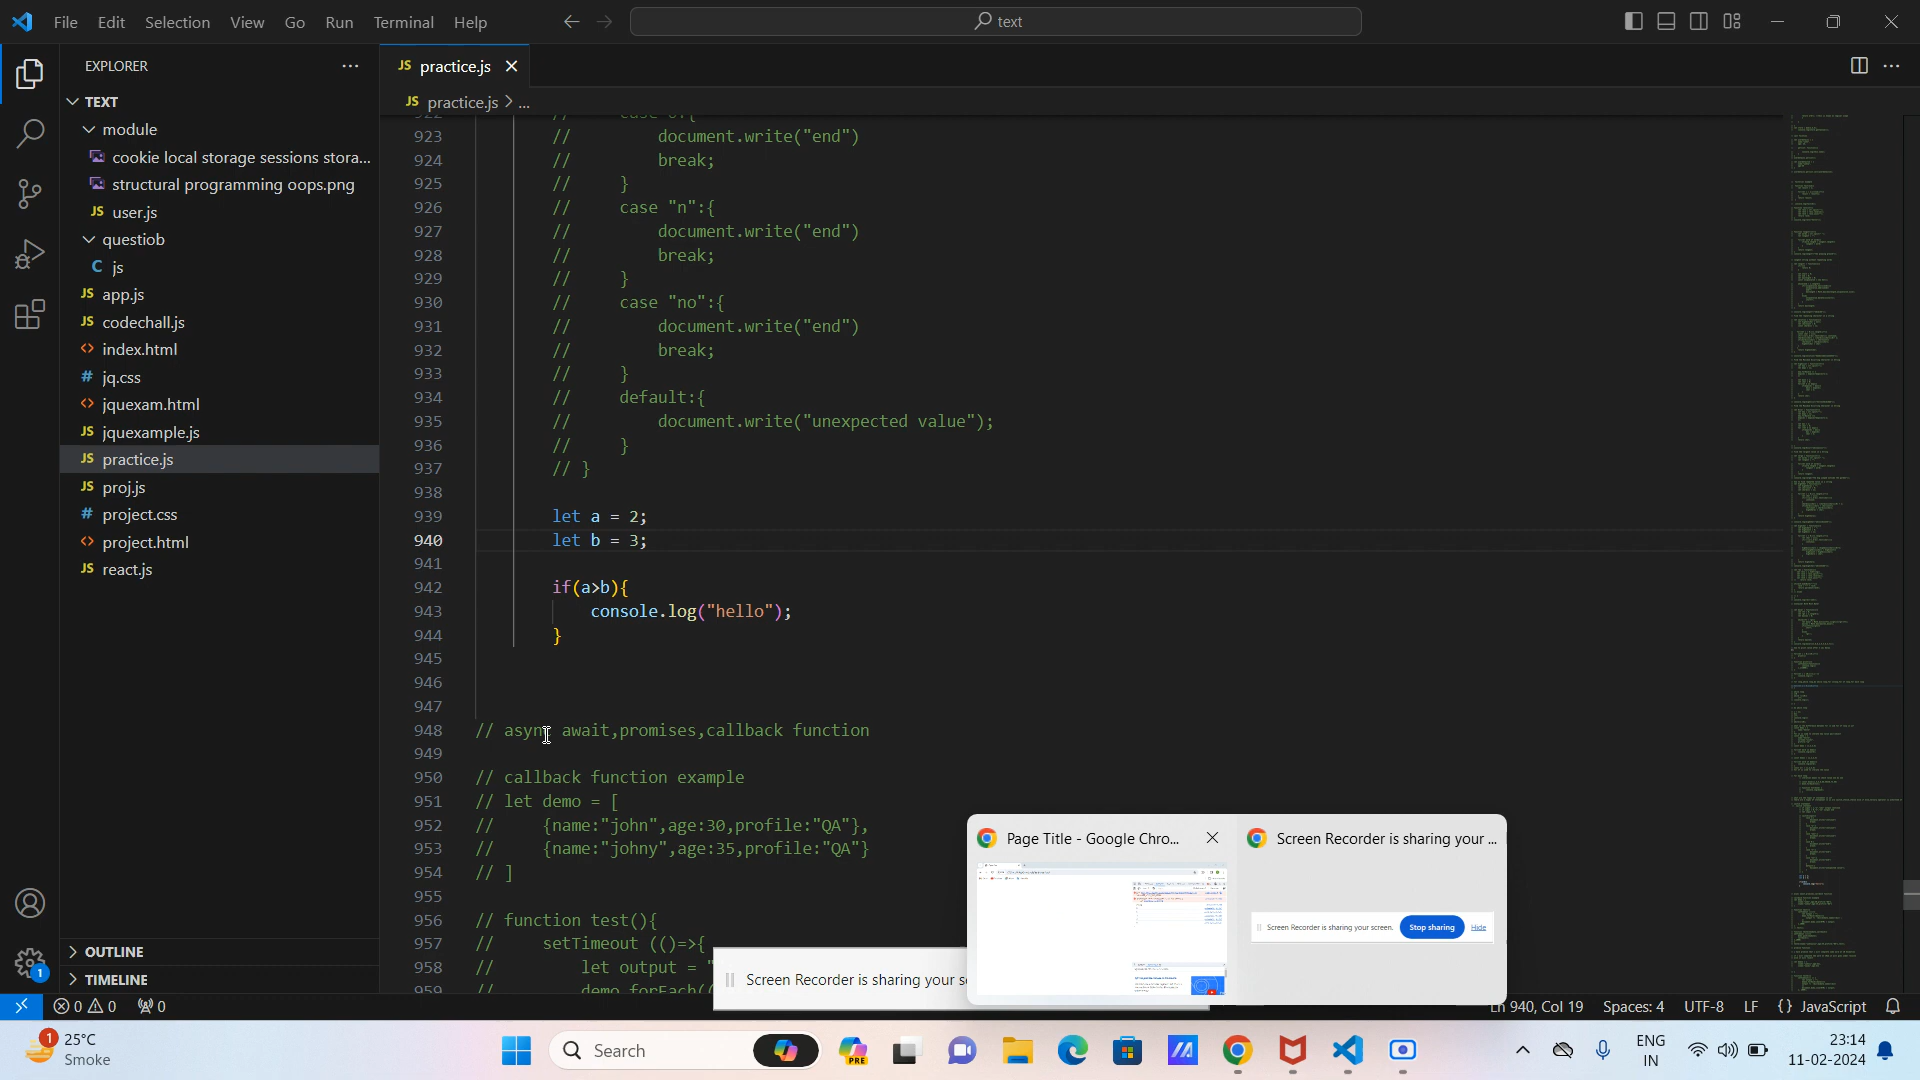 File Edit Selection View Go Run Terminal Help
text
EXPLORER
practice.js
practice.js > ...
TEXT
module
cookie local storage sessions stora...
structural programming oops.png
user.js
questiob
js
app.js
codechall.js
index.html
jq.css
jquexam.html
jquexample.js
practice.js
proj.js
project.css
project.html
react.js
OUTLINE
TIMELINE
923 // document.write("end")
924 // break;
925 // }
926 // case "n":{
927 // document.write("end")
928 // break;
929 // }
930 // case "no":{
931 // document.write("end")
932 // break;
933 // }
934 // default:{
935 // document.write("unexpected value");
936 // }
937 // }
938
939 let a = 2;
940 let b = 3;
941
942 if(a>b){
943 console.log("hello");
944 }
945
946
947
948 // async await,promises,callback function
949
950 // callback function example
951 // let demo = [
952 // {name:"john",age:30,profile:"QA"},
953 // {name:"johny",age:35,profile:"QA"}
954 // ]
955
956 // function test(){
957 // setTimeout (()=>{
958 // let output = "
959 // demo.forEach((
Screen Recorder is sharing your s
Page Title - Google Chro...
Screen Recorder is sharing your ...
Screen Recorder is sharing your screen. Stop sharing Hide
0 0 0
Ln 940, Col 19 Spaces: 4 UTF-8 LF {} JavaScript
1
25°C
Smoke
Search
PRE
ENG
IN
23:14
11-02-2024